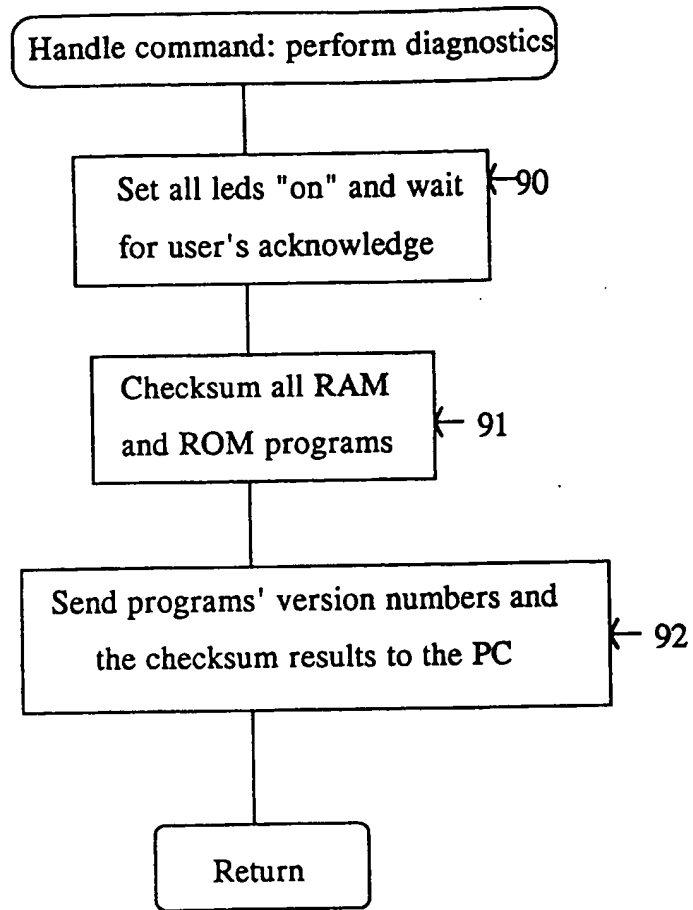 Handle command: perform diagnostics
Set all leds "on" and wait
for user's acknowledge
90
Checksum all RAM
and ROM programs
91
Send programs' version numbers and
the checksum results to the PC
92
Return